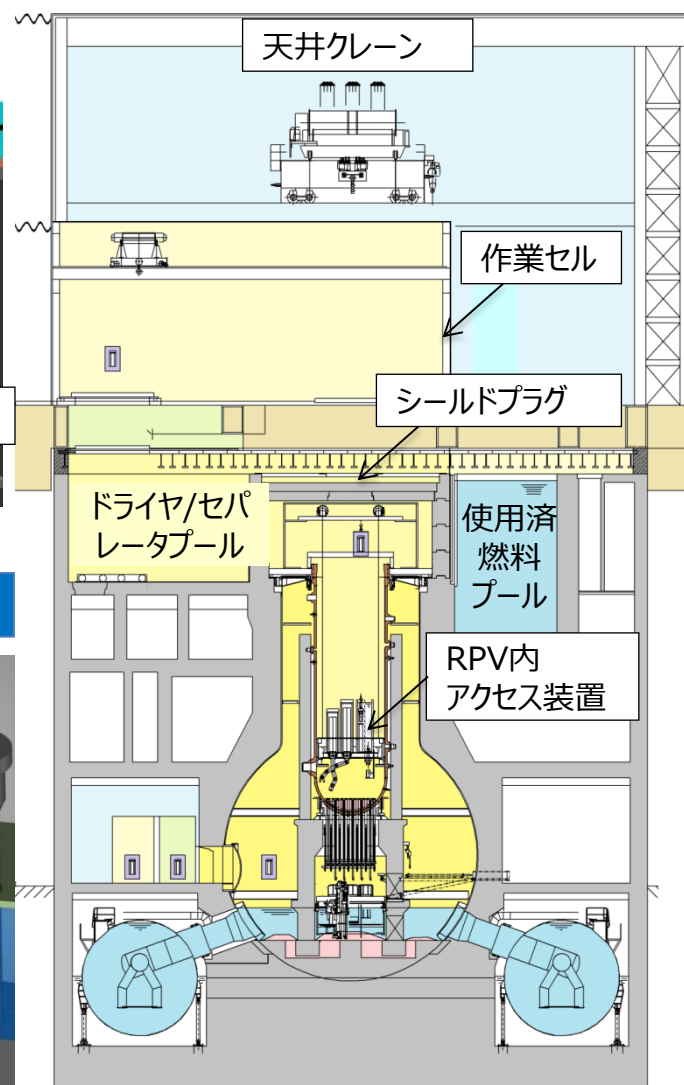 天井クレーン
作業セル
シールドプラグ
ドライヤ/セパ
レータプール
使用済
燃料
プール
RPV内
アクセス装置